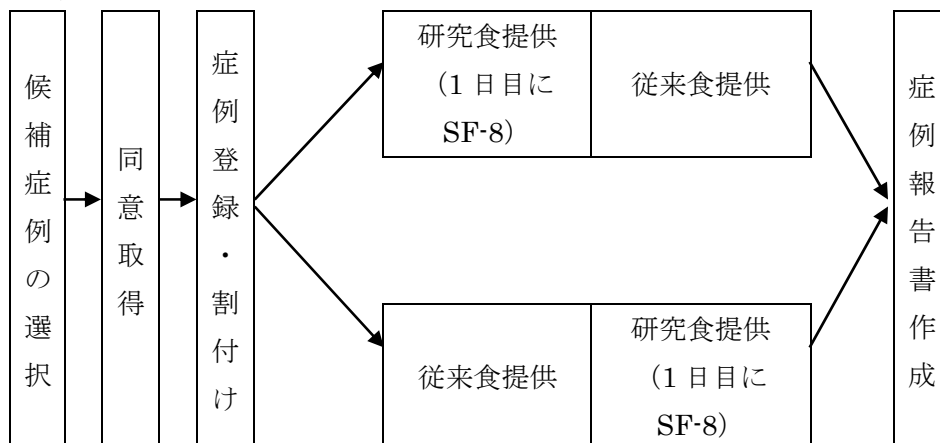 候補症例の選択
同意取得
症例登録・割付け
研究食提供
（1 日目に
SF-8）
従来食提供
従来食提供
研究食提供
（1 日目に
SF-8）
症例報告書作成